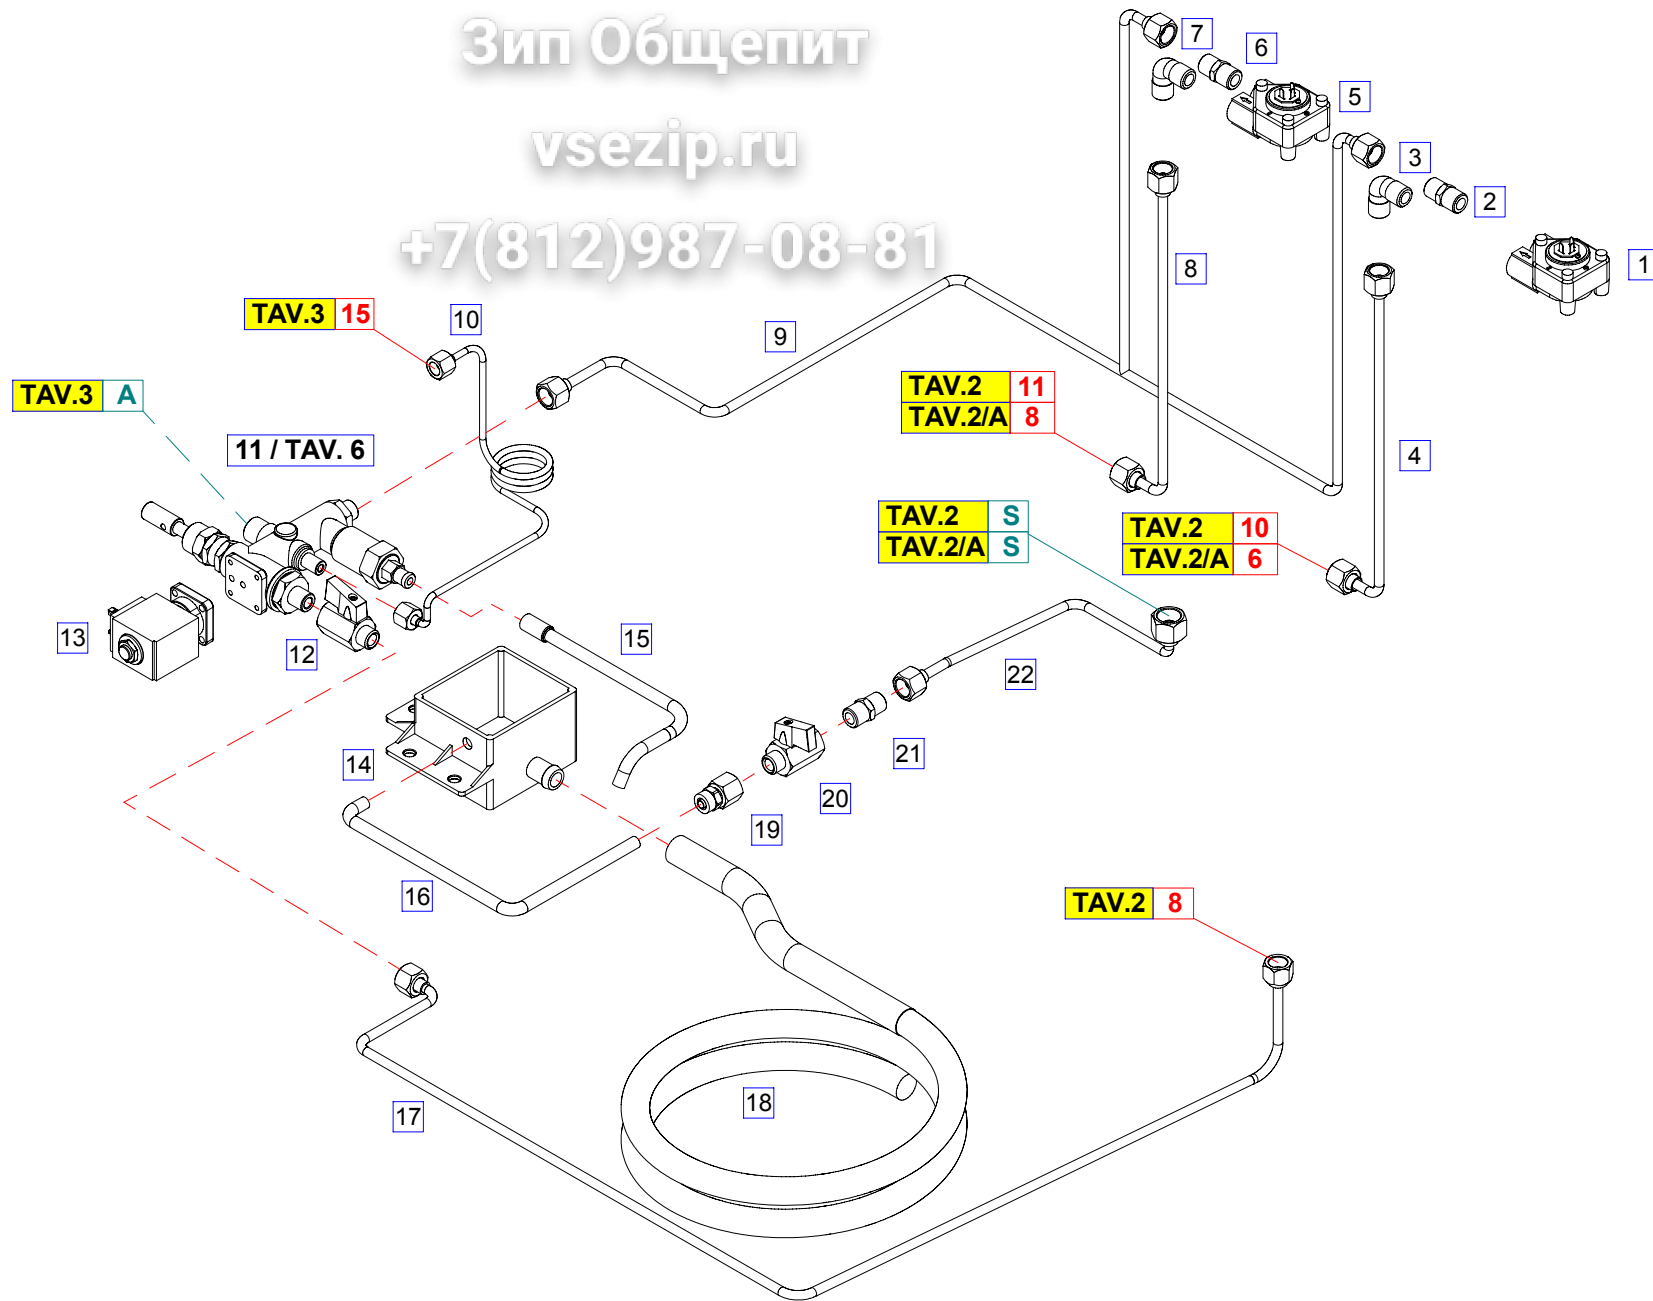 Зип Общепит
vsezip.ru
+7(812)987-08-81
7
6
5
3
2
1
8
TAV.3 15
10
9
TAV.3 A
11 / TAV. 6
TAV.2 11
TAV.2/A 8
4
TAV.2 S
TAV.2/A S
TAV.2 10
TAV.2/A 6
13
12
15
22
14
21
20
19
16
TAV.2 8
17
18